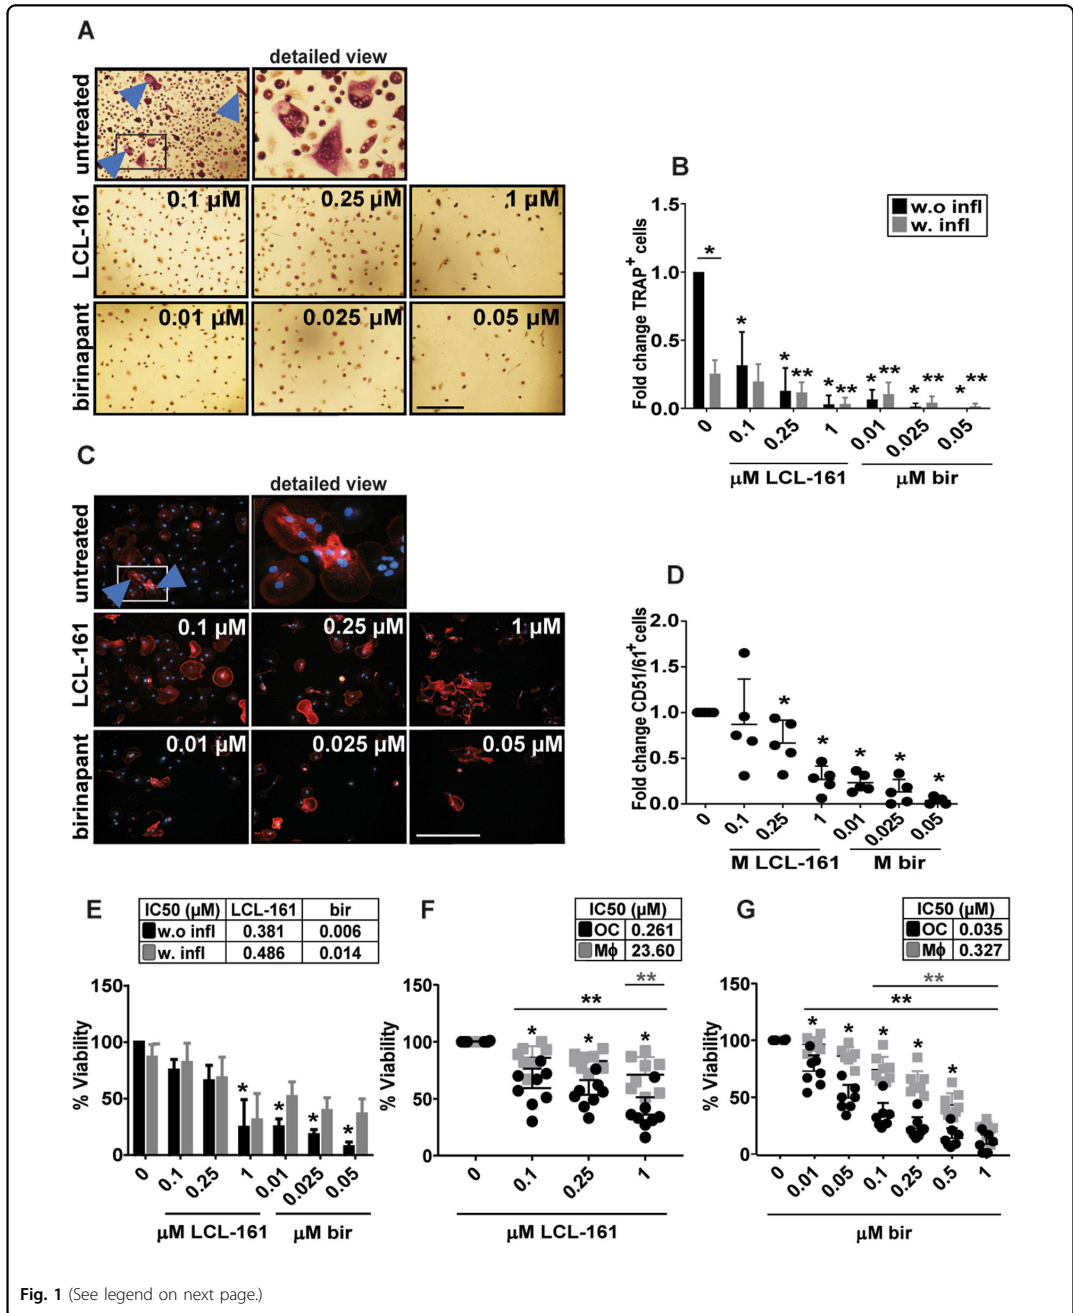 A
detailed view
untreated
LCL-161
0.1 µM
0.25 µM
1 µM
birinapant
0.01 µM
0.025 µM
0.05 µM
B
Fold change TRAP⁺ cells
1.5
1.0
0.5
0.0
w.o infl
w. infl
*
*
*
**
*
**
*
**
*
**
*
**
0
0.1
0.25
1
0.01
0.025
0.05
µM LCL-161
µM bir
C
detailed view
untreated
LCL-161
0.1 µM
0.25 µM
1 µM
birinapant
0.01 µM
0.025 µM
0.05 µM
D
Fold change CD51/61⁺cells
2.0
1.5
1.0
0.5
0.0
*
*
*
*
*
0
0.1
0.25
1
0.01
0.025
0.05
M LCL-161
M bir
E
IC50 (µM) LCL-161 bir
w.o infl 0.381 0.006
w. infl 0.486 0.014
% Viability
150
100
50
0
*
*
*
*
0
0.1
0.25
1
0.01
0.025
0.05
µM LCL-161
µM bir
F
IC50 (µM)
OC 0.261
Mϕ 23.60
% Viability
150
100
50
0
**
**
*
*
*
0
0.1
0.25
1
µM LCL-161
G
IC50 (µM)
OC 0.035
Mϕ 0.327
% Viability
150
100
50
0
**
**
*
*
*
*
*
0
0.01
0.05
0.1
0.25
0.5
1
µM bir
Fig. 1 (See legend on next page.)